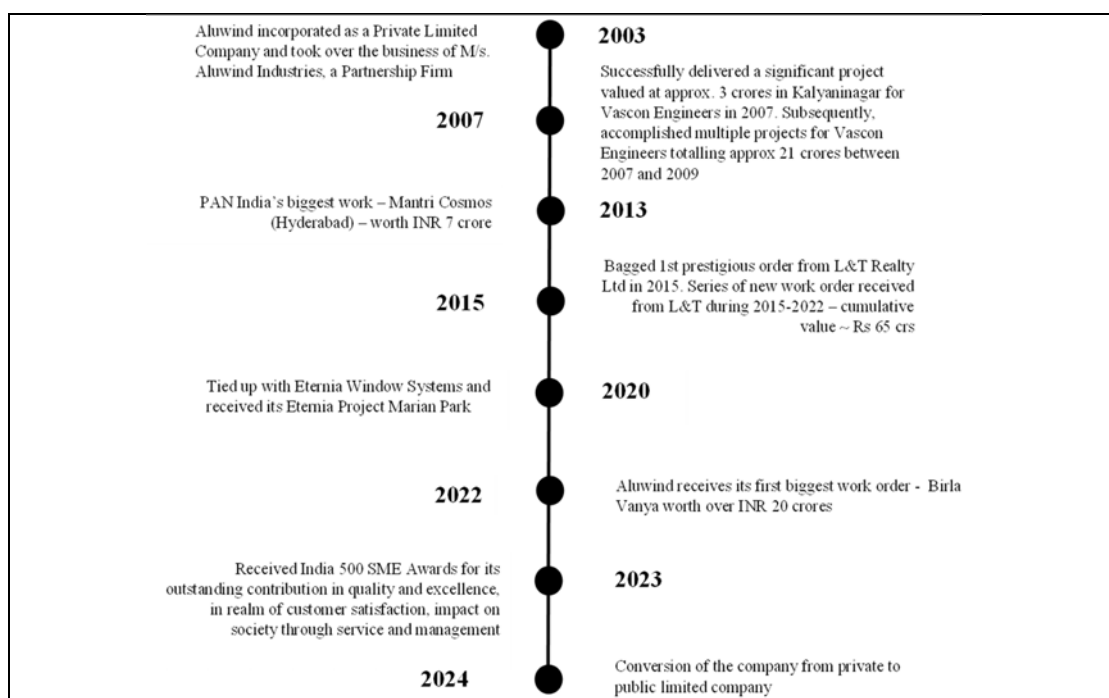 Aluwind incorporated as a Private Limited
Company and took over the business of M/s.
Aluwind Industries, a Partnership Firm
2003
2007
Successfully delivered a significant project
valued at approx. 3 crores in Kalyaninagar for
Vascon Engineers in 2007. Subsequently,
accomplished multiple projects for Vascon
Engineers totalling approx 21 crores between
2007 and 2009
PAN India’s biggest work – Mantri Cosmos
(Hyderabad) – worth INR 7 crore
2013
2015
Bagged 1st prestigious order from L&T Realty
Ltd in 2015. Series of new work order received
from L&T during 2015-2022 – cumulative
value ~ Rs 65 crs
Tied up with Eternia Window Systems and
received its Eternia Project Marian Park
2020
2022
Aluwind receives its first biggest work order - Birla
Vanya worth over INR 20 crores
Received India 500 SME Awards for its
outstanding contribution in quality and excellence,
in realm of customer satisfaction, impact on
society through service and management
2023
2024
Conversion of the company from private to
public limited company